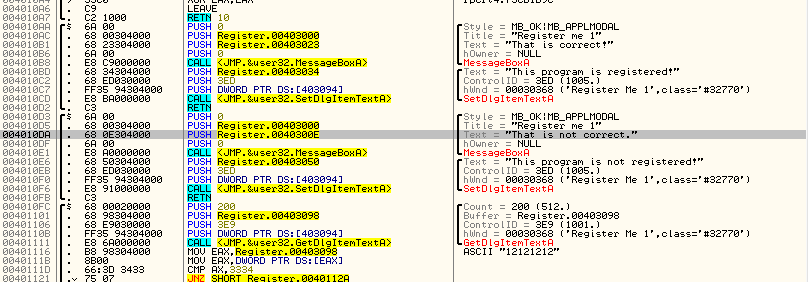 004010A4 33C0 XOR EAX,EAX rpcrt4.
004010A6 C9 LEAVE
004010A7 C2 1000 RETN 10
004010AA 6A 00 PUSH 0 Style = MB_OK|MB_APPLMODAL
004010AC 68 00304000 PUSH Register.00403000 Title = "Register me 1"
004010B1 68 23304000 PUSH Register.00403023 Text = "That is correct!"
004010B6 6A 00 PUSH 0 hOwner = NULL
004010B8 E8 C9000000 CALL <JMP.&user32.MessageBoxA> MessageBoxA
004010BD 68 34304000 PUSH Register.00403034 Text = "This program is registered!"
004010C2 68 ED030000 PUSH 3ED ControlID = 3ED (1005.)
004010C7 FF35 94304000 PUSH DWORD PTR DS:[403094] hWnd = 00030368 ('Register Me 1',class='#32770')
004010CD E8 BA000000 CALL <JMP.&user32.SetDlgItemTextA> SetDlgItemTextA
004010D2 C3 RETN
004010D3 6A 00 PUSH 0 Style = MB_OK|MB_APPLMODAL
004010D5 68 00304000 PUSH Register.00403000 Title = "Register me 1"
004010DA 68 0E304000 PUSH Register.0040300E Text = "That is not correct."
004010DF 6A 00 PUSH 0 hOwner = NULL
004010E1 E8 A0000000 CALL <JMP.&user32.MessageBoxA> MessageBoxA
004010E6 68 50304000 PUSH Register.00403050 Text = "This program is not registered!"
004010EB 68 ED030000 PUSH 3ED ControlID = 3ED (1005.)
004010F0 FF35 94304000 PUSH DWORD PTR DS:[403094] hWnd = 00030368 ('Register Me 1',class='#32770')
004010F6 E8 91000000 CALL <JMP.&user32.SetDlgItemTextA> SetDlgItemTextA
004010FB C3 RETN
004010FC 68 00020000 PUSH 200 Count = 200 (512.)
00401101 68 98304000 PUSH Register.00403098 Buffer = Register.00403098
00401106 68 E9030000 PUSH 3E9 ControlID = 3E9 (1001.)
0040110B FF35 94304000 PUSH DWORD PTR DS:[403094] hWnd = 00030368 ('Register Me 1',class='#32770')
00401111 E8 6A000000 CALL <JMP.&user32.GetDlgItemTextA> GetDlgItemTextA
00401116 B8 98304000 MOV EAX,Register.00403098 ASCII "12121212"
0040111B 8B00 MOV EAX,DWORD PTR DS:[EAX]
0040111D 66:3D 3433 CMP AX,3334
00401121 75 07 JNZ SHORT Register.0040112A